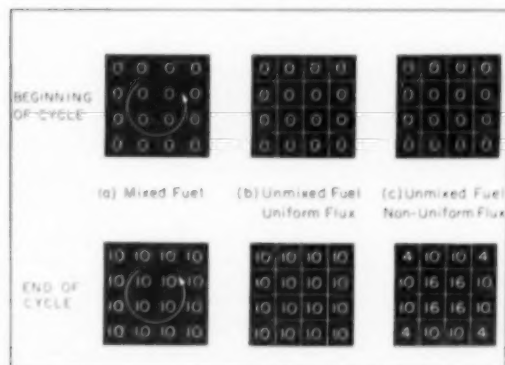 0 0 0 0 0 0 0 0 0 0 0 0
BEGINNING 0 0 0 0 0 0 0 0 0 0 0 0
OF CYCLE 0 0 0 0 0 0 0 0 0 0 0 0
0 0 0 0 0 0 0 0 0 0 0 0
(a) Mixed Fuel (b) Unmixed Fuel (c) Unmixed Fuel
Uniform Flux Non-Uniform Flux
10 10 10 10 10 10 10 10 4 10 10 4
END OF 10 10 10 10 10 10 10 10 10 16 16 10
CYCLE 10 10 10 10 10 10 10 10 10 16 16 10
10 10 10 10 10 10 10 10 4 10 10 4